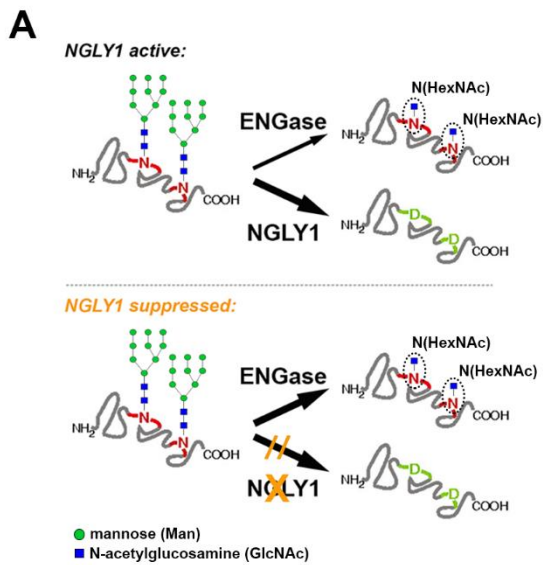 A
NGLY1 active:
N(HexNAc)
N(HexNAc)
ENGase
N
N
N
N
NH2
COOH
NH2
COOH
NGLY1
D
D
NH2
COOH
NGLY1 suppressed:
N(HexNAc)
N(HexNAc)
ENGase
N
N
N
N
NH2
COOH
NH2
COOH
NGLY1
X
D
D
NH2
COOH
mannose (Man)
N-acetylglucosamine (GlcNAc)